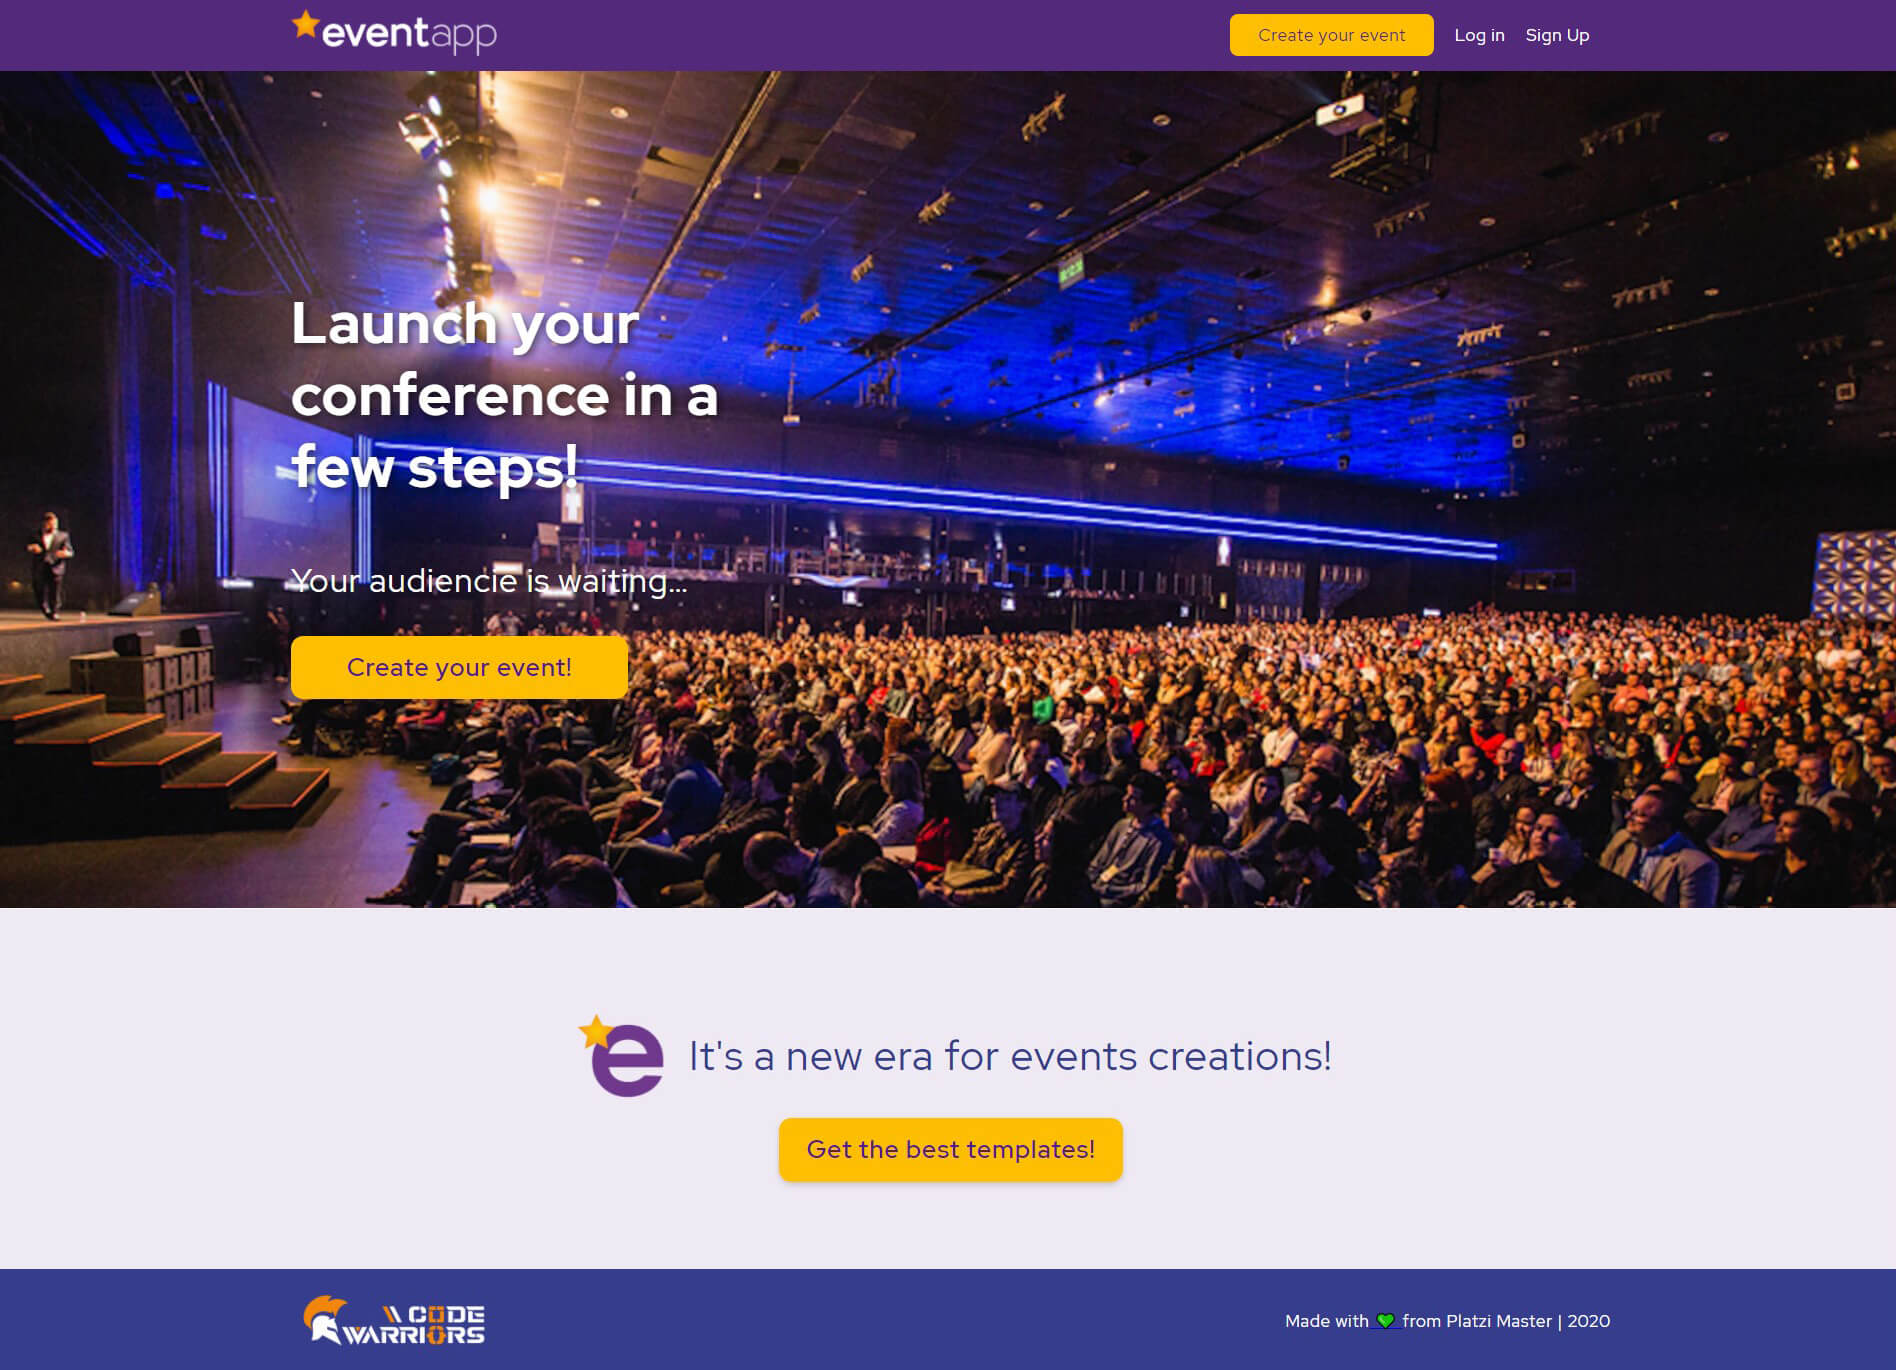 eventapp
Create your event
Log in
Sign Up
Launch your
conference in a
few steps!
Your audiencie is waiting...
Create your event!
e
It's a new era for events creations!
Get the best templates!
\\ CODE
WARRIORS
Made with 💚 from Platzi Master | 2020